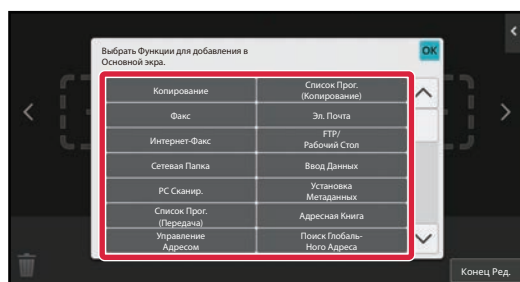 Выбрать Функции для добавления в
Основной экра.
OK
Копирование
Список Прог.
(Копирование)
Факс
Эл. Почта
Интернет-Факс
FTP/
Рабочий Стол
Сетевая Папка
Ввод Данных
PC Сканир.
Установка
Метаданных
Список Прог.
(Передача)
Адресная Книга
Управление
Адресом
Поиск Глобаль-
Ного Адреса
Конец Ред.